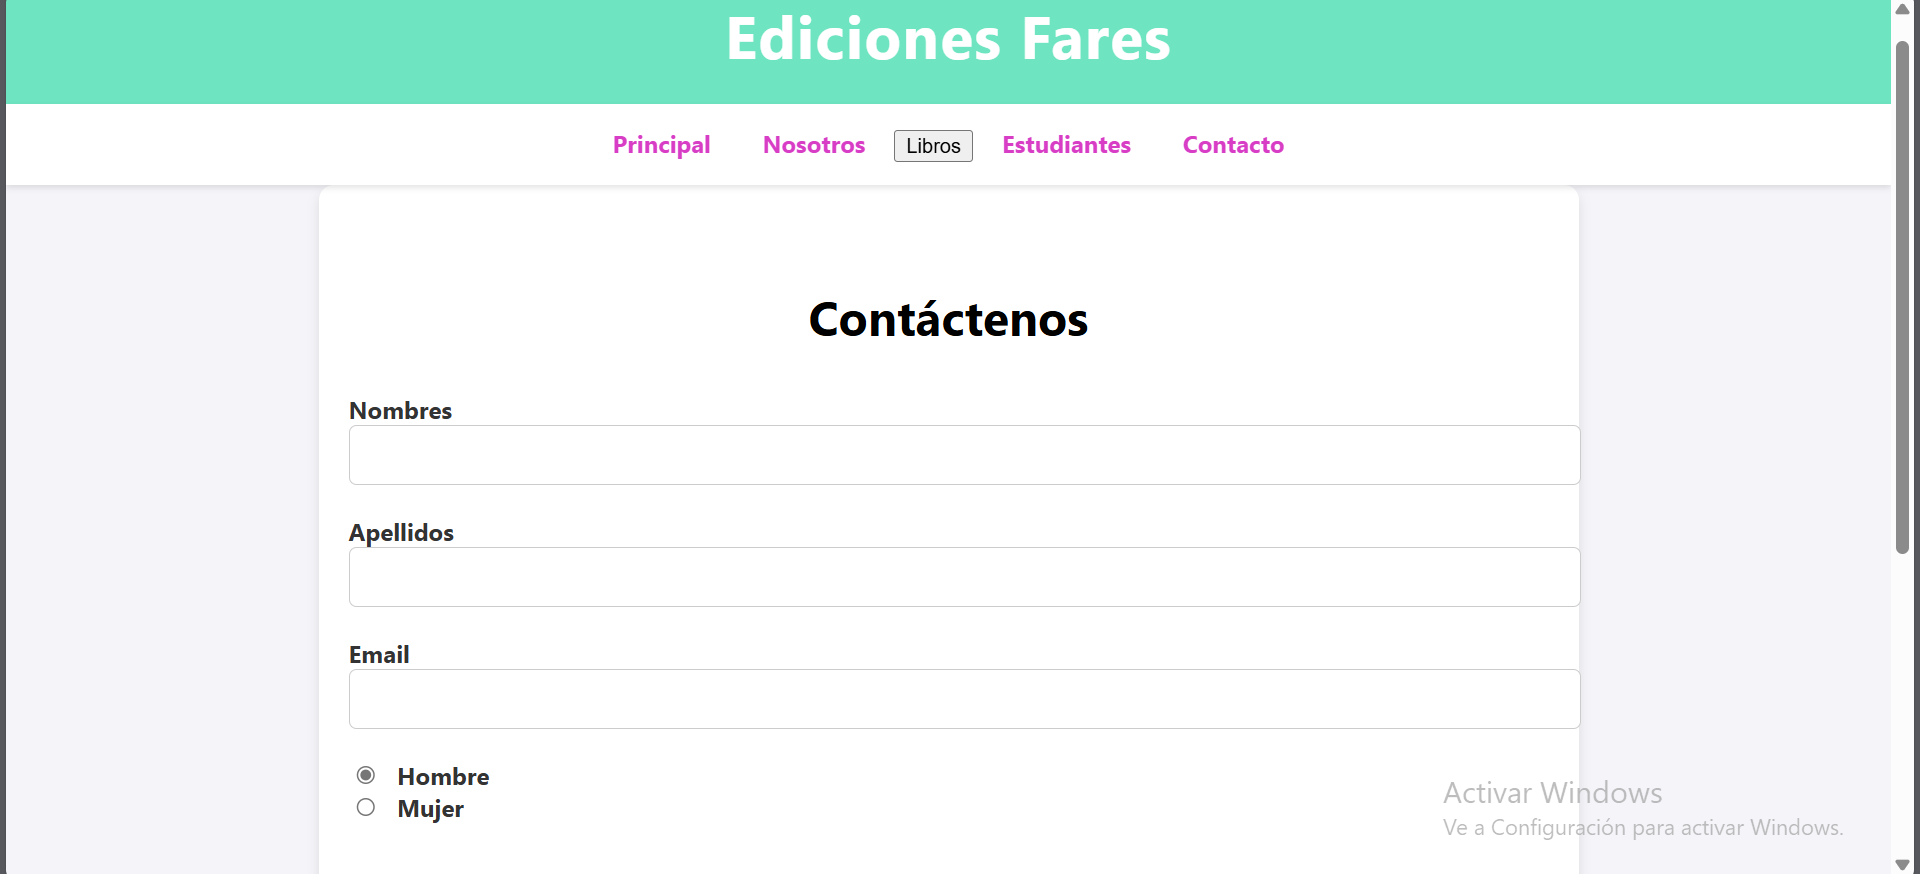 Ediciones Fares
Principal Nosotros Libros Estudiantes Contacto
Contáctenos
Nombres
Apellidos
Email
Hombre
Mujer
Activar Windows
Ve a Configuración para activar Windows.